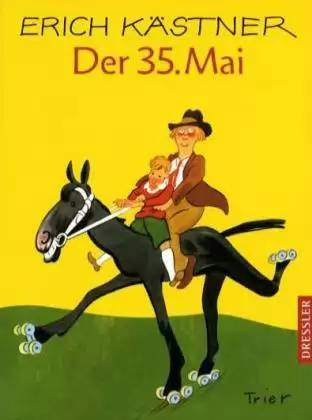 ERICH KÄSTNER
Der 35. Mai
DRESSLER
Trier